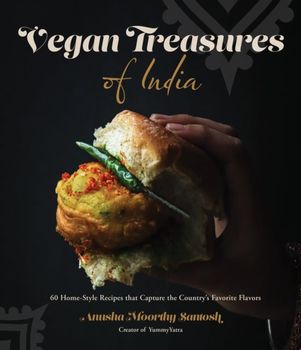 Vegan Treasures
of India
60 Home-Style Recipes that Capture the Country's Favorite Flavors
Anusha Moorthy Santosh
Creator of YummyYatra